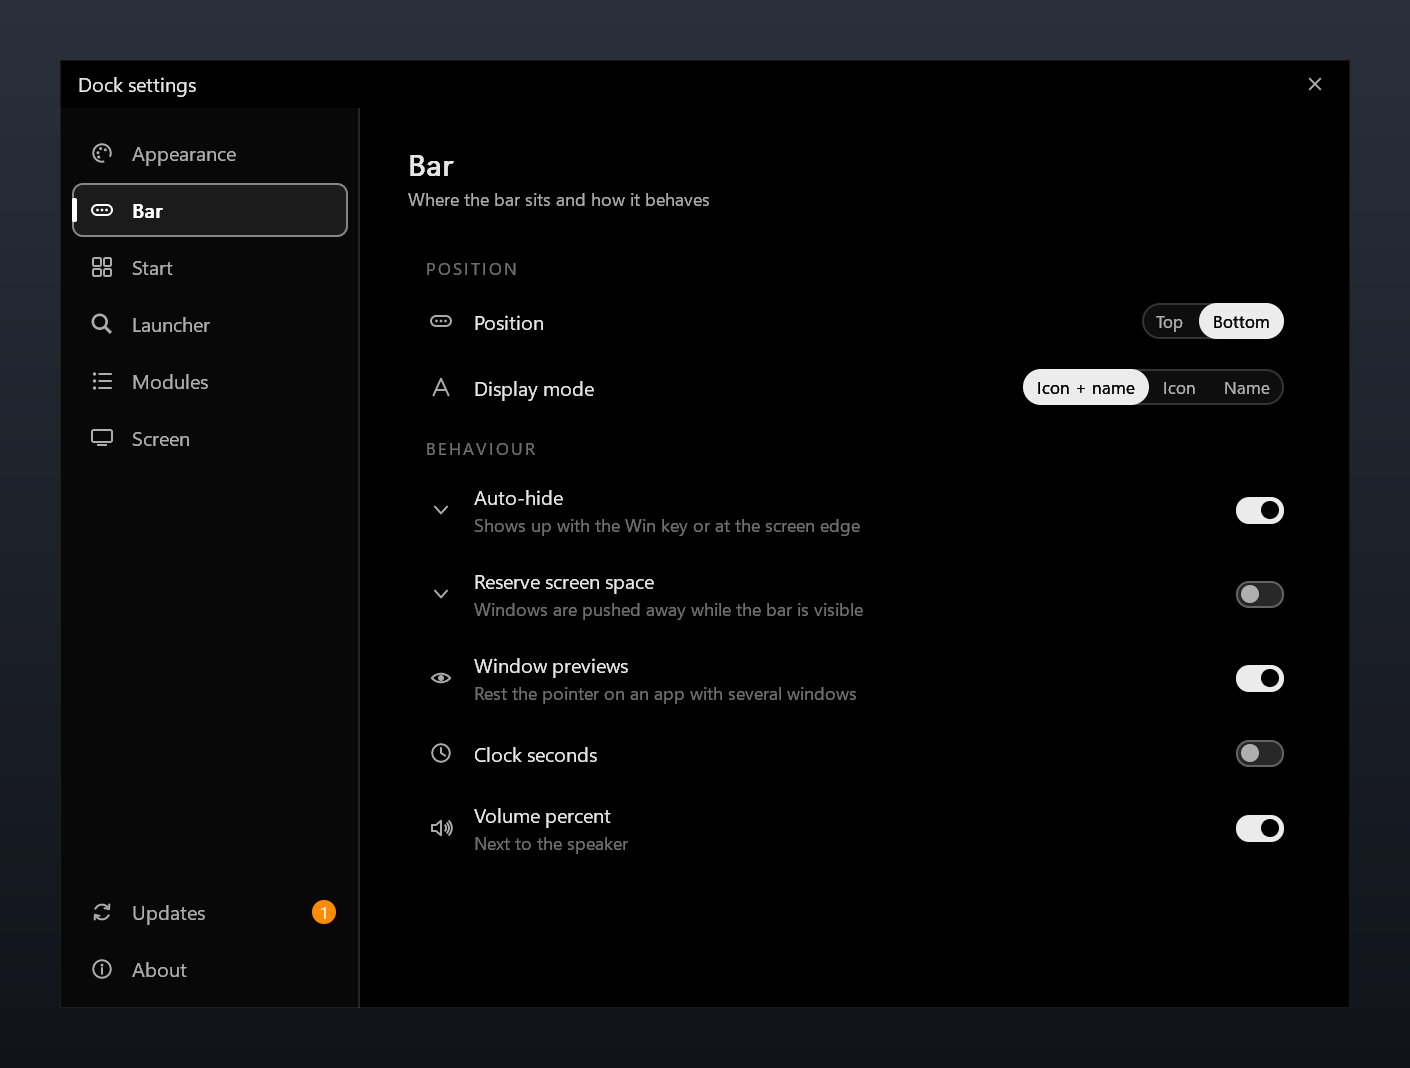 Dock settings
Appearance
Bar
Start
Launcher
Modules
Screen
Updates
1
About
Bar
Where the bar sits and how it behaves
POSITION
Position
Top
Bottom
Display mode
Icon + name
Icon
Name
BEHAVIOUR
Auto-hide
Shows up with the Win key or at the screen edge
Reserve screen space
Windows are pushed away while the bar is visible
Window previews
Rest the pointer on an app with several windows
Clock seconds
Volume percent
Next to the speaker